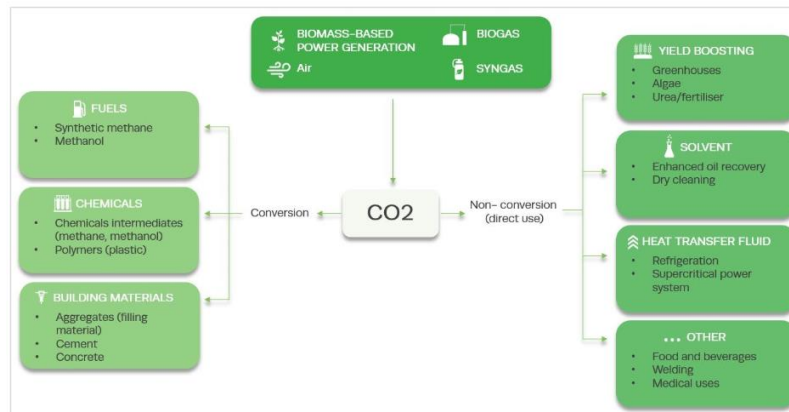 BIOMASS-BASED
POWER GENERATION
BIOGAS
Air
SYNGAS
FUELS
• Synthetic methane
• Methanol
CHEMICALS
• Chemicals intermediates
(methane, methanol)
• Polymers (plastic)
BUILDING MATERIALS
• Aggregates (filling
material)
• Cement
• Concrete
Conversion
CO2
Non- conversion
(direct use)
YIELD BOOSTING
• Greenhouses
• Algae
• Urea/fertiliser
SOLVENT
• Enhanced oil recovery
• Dry cleaning
HEAT TRANSFER FLUID
• Refrigeration
• Supercritical power
system
... OTHER
• Food and beverages
• Welding
• Medical uses